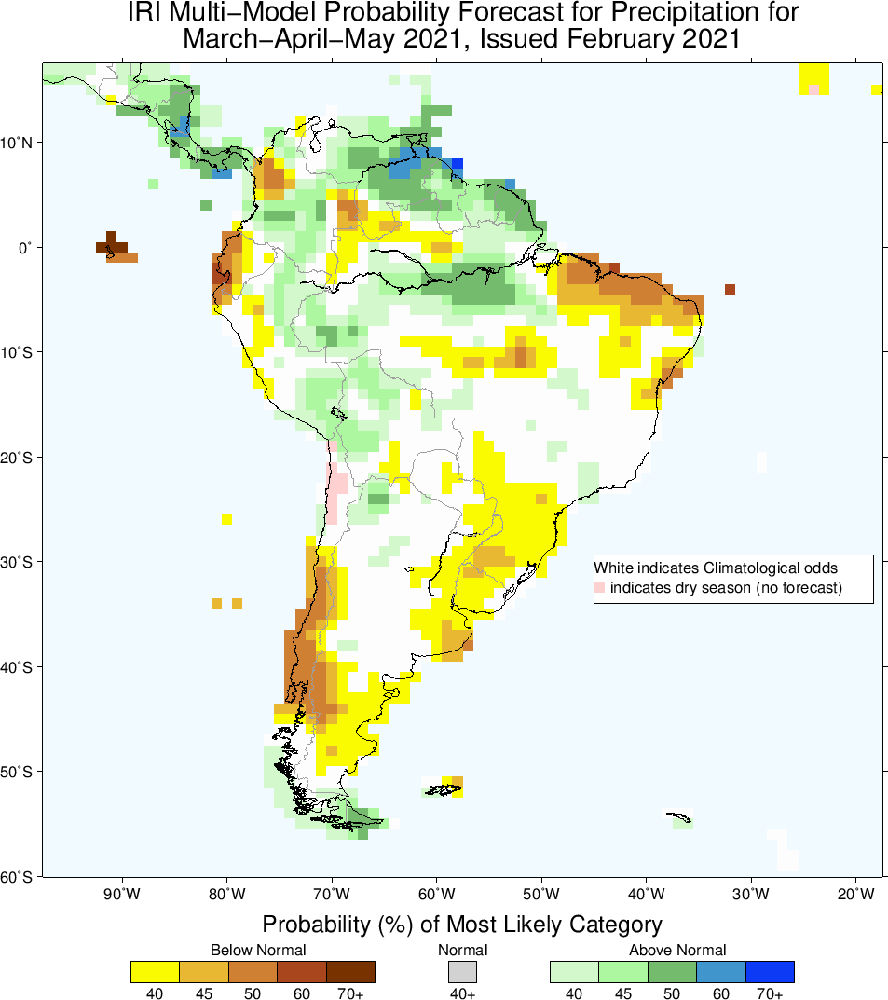 IRI Multi−Model Probability Forecast for Precipitation for
March−April−May 2021, Issued February 2021
10˚N
0˚
10˚S
20˚S
30˚S
White indicates Climatological odds
indicates dry season (no forecast)
40˚S
50˚S
60˚S
90˚W 80˚W 70˚W 60˚W 50˚W 40˚W 30˚W 20˚W
Probability (%) of Most Likely Category
Below Normal Normal Above Normal
40 45 50 60 70+ 40+ 40 45 50 60 70+